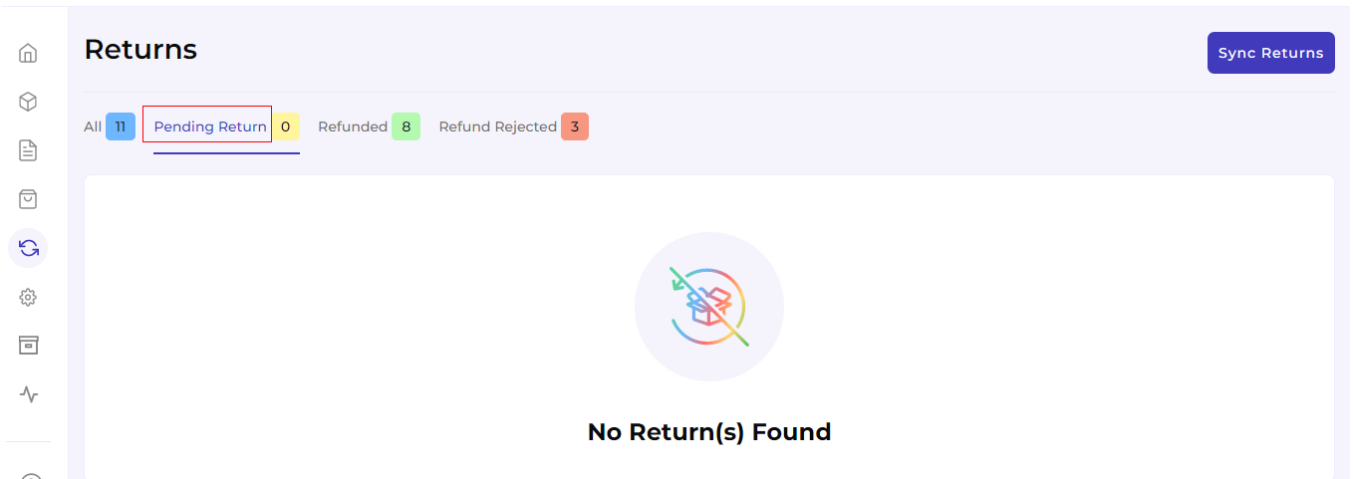 Returns
Sync Returns
All 11 Pending Return 0 Refunded 8 Refund Rejected 3
No Return(s) Found